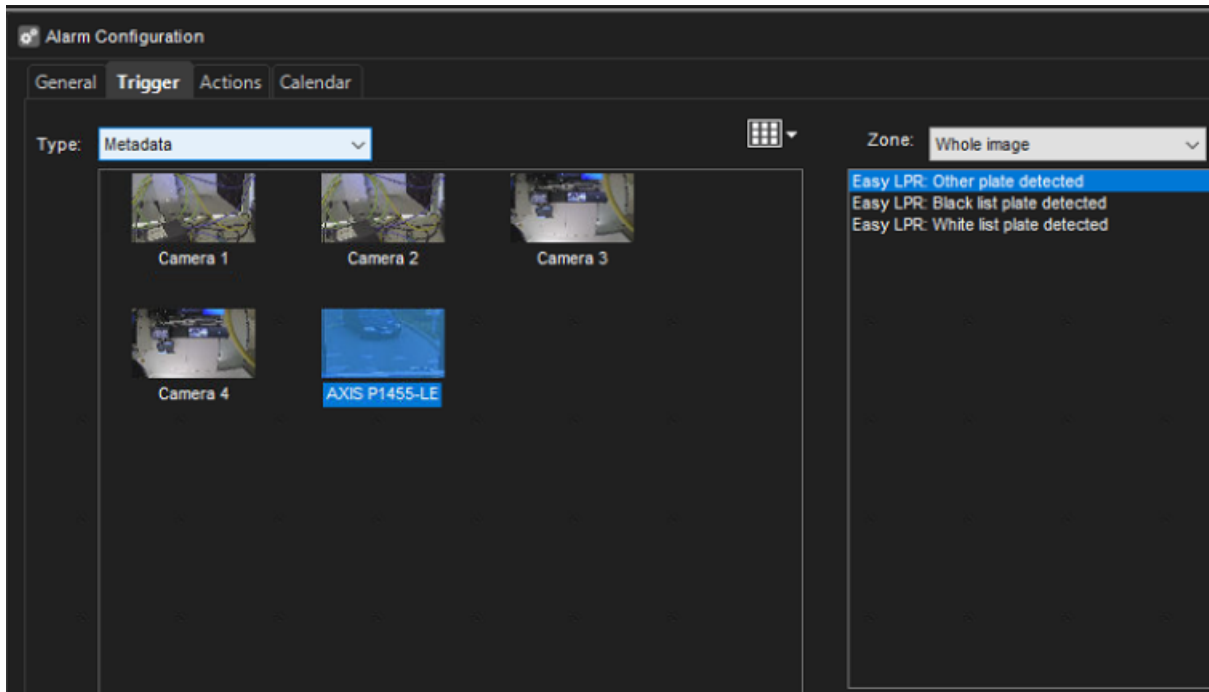 Alarm Configuration
General Trigger Actions Calendar
Type: Metadata
Zone: Whole image
Easy LPR: Other plate detected
Easy LPR: Black list plate detected
Easy LPR: White list plate detected
Camera 1 Camera 2 Camera 3
Camera 4 AXIS P1455-LE